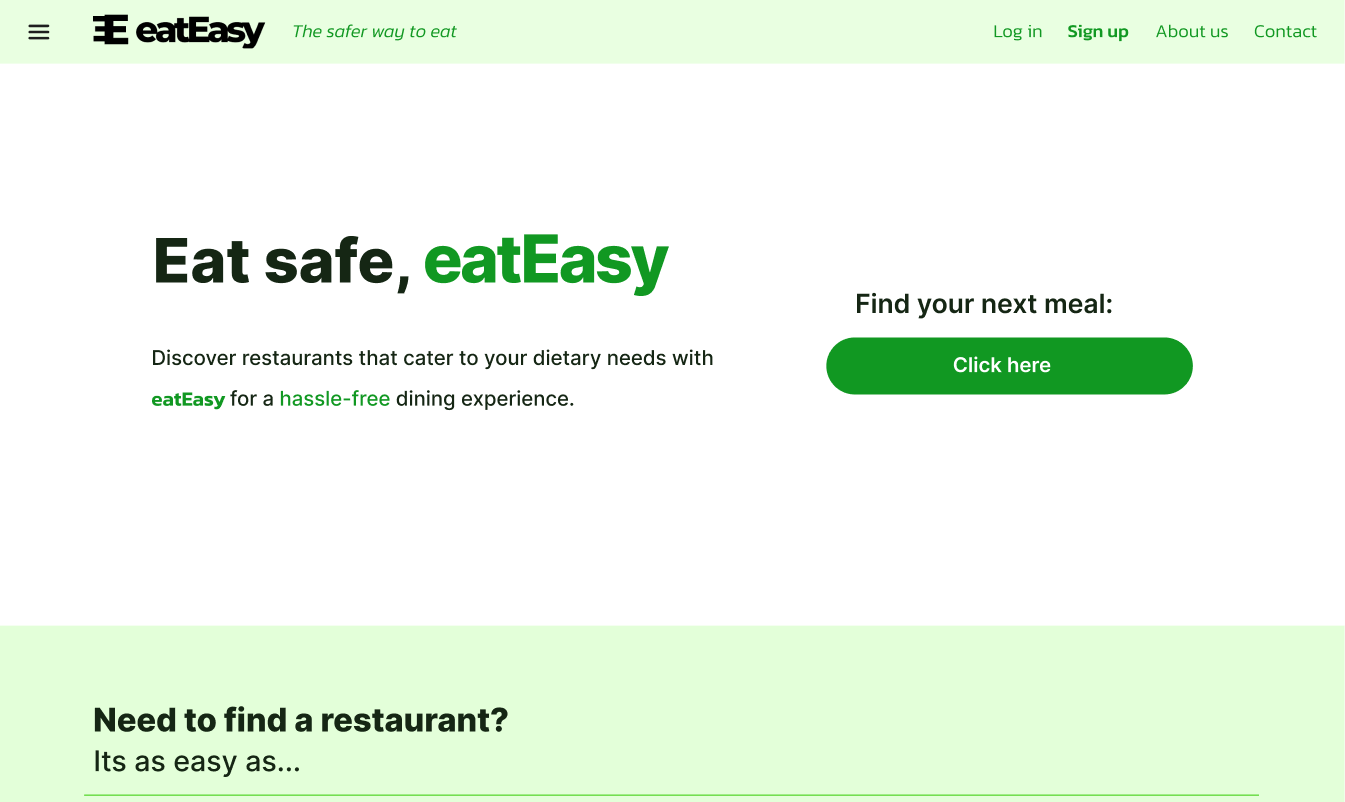 eatEasy
The safer way to eat
Log in
Sign up
About us
Contact
Eat safe, eatEasy
Find your next meal:
Click here
Discover restaurants that cater to your dietary needs with
eatEasy for a hassle-free dining experience.
Need to find a restaurant?
Its as easy as...